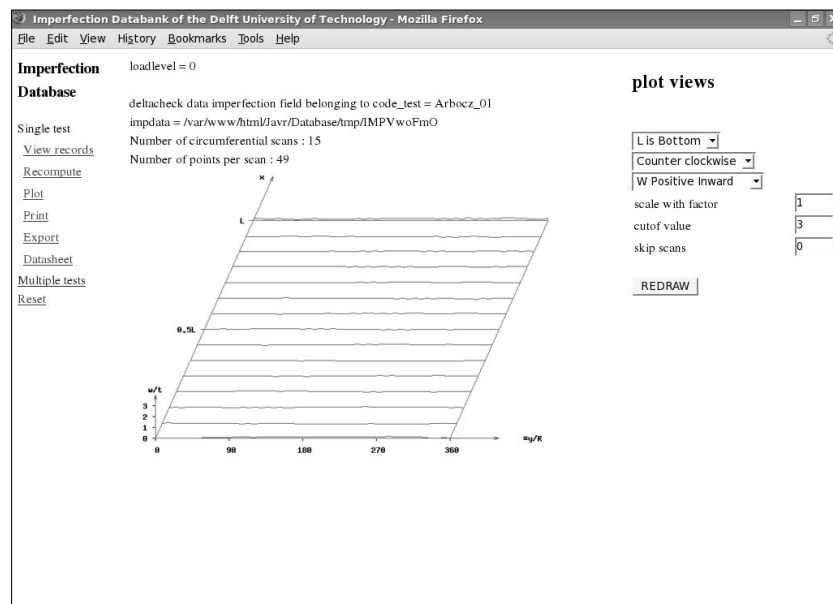 Imperfection Databank of the Delft University of Technology - Mozilla Firefox
File Edit View History Bookmarks Tools Help
Imperfection
Database
Single test
View records
Recompute
Plot
Print
Export
Datasheet
Multiple tests
Reset
loadlevel = 0
deltacheck data imperfection field belonging to code_test = Arbocz_01
impdata = /var/www/html/Javr/Database/tmp/IMPVwoFmO
Number of circumferential scans : 15
Number of points per scan : 49
x
L
0.5L
w/t
3
2
1
0
0 90 180 270 360
=y/R
plot views
L is Bottom
Counter clockwise
W Positive Inward
scale with factor 1
cutof value 3
skip scans 0
REDRAW